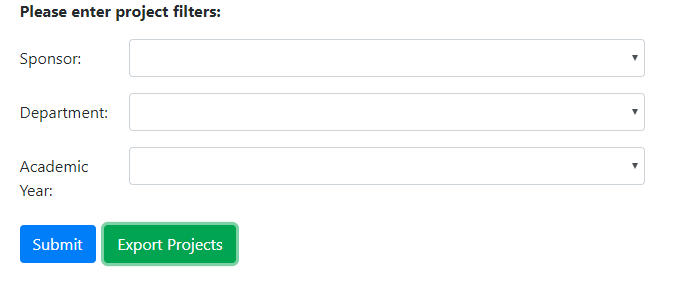 Please enter project filters:
Sponsor:
Department:
Academic
Year:
Submit Export Projects